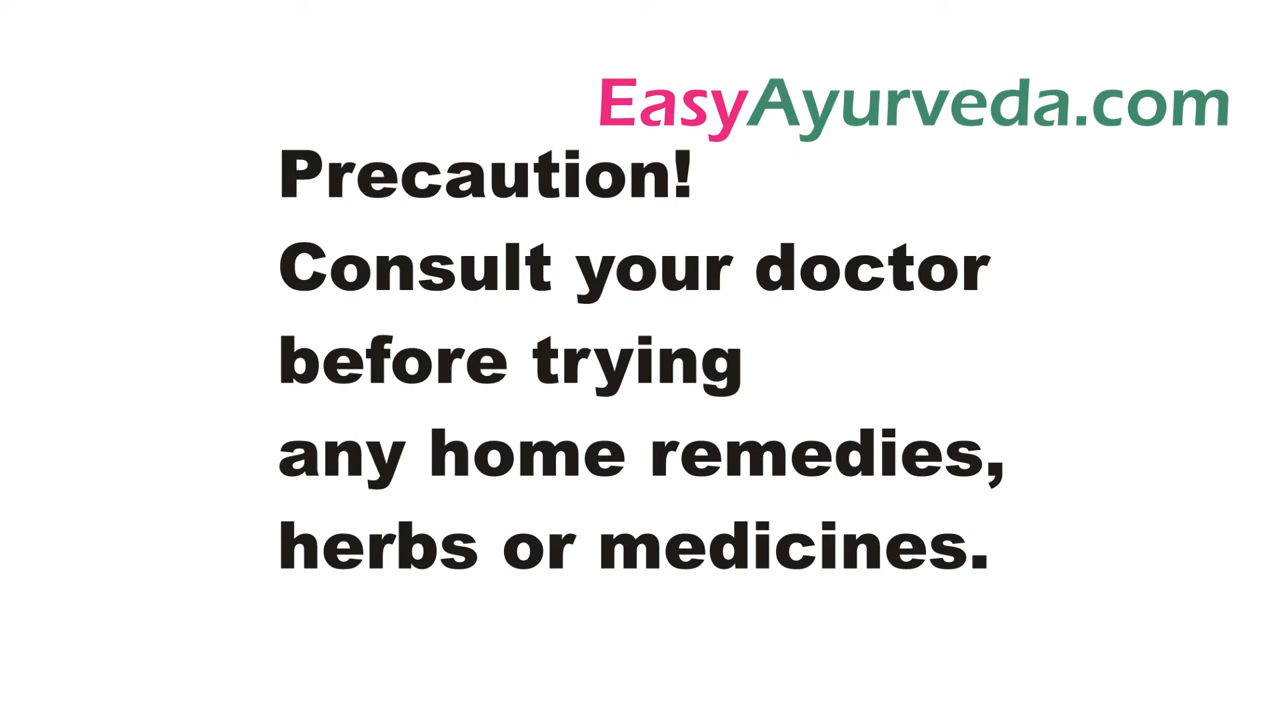 EasyAyurveda.com
Precaution!
Consult your doctor
before trying
any home remedies,
herbs or medicines.